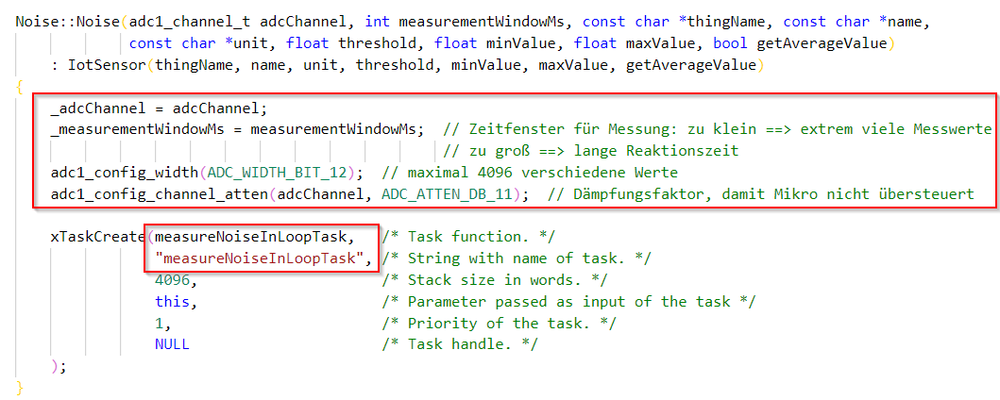 Noise::Noise(adc1_channel_t adcChannel, int measurementWindowMs, const char *thingName, const char *name,
const char *unit, float threshold, float minValue, float maxValue, bool getAverageValue)
: IotSensor(thingName, name, unit, threshold, minValue, maxValue, getAverageValue)
{
_adcChannel = adcChannel;
_measurementWindowMs = measurementWindowMs;  // Zeitfenster für Messung: zu klein ==> extrem viele Messwerte
// zu groß ==> lange Reaktionszeit
adc1_config_width(ADC_WIDTH_BIT_12);  // maximal 4096 verschiedene Werte
adc1_config_channel_atten(adcChannel, ADC_ATTEN_DB_11);  // Dämpfungsfaktor, damit Mikro nicht übersteuert
xTaskCreate(measureNoiseInLoopTask,   /* Task function. */
"measureNoiseInLoopTask", /* String with name of task. */
4096,                     /* Stack size in words. */
this,                     /* Parameter passed as input of the task */
1,                        /* Priority of the task. */
NULL                      /* Task handle. */
);
}